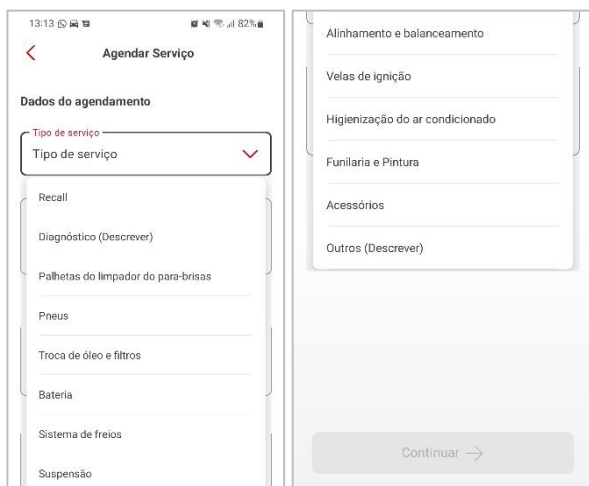 13:13
82%
Agendar Serviço
Dados do agendamento
Tipo de serviço
Tipo de serviço
Recall
Diagnóstico (Descrever)
Palhetas do limpador do para-brisas
Pneus
Troca de óleo e filtros
Bateria
Sistema de freios
Suspensão
Alinhamento e balanceamento
Velas de ignição
Higienização do ar condicionado
Funilaria e Pintura
Acessórios
Outros (Descrever)
Continuar →